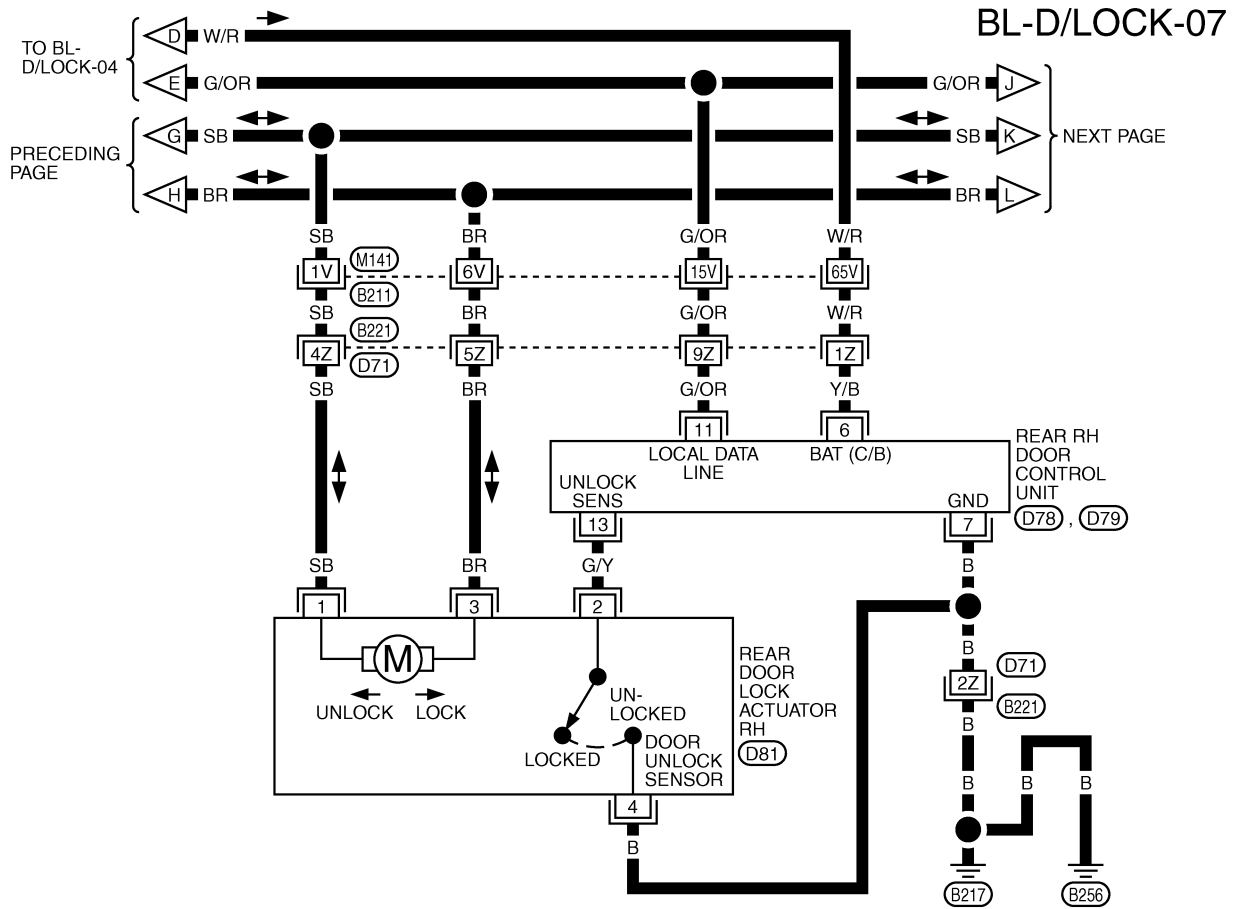 BL-D/LOCK-07
TO BL-
D/LOCK-04
D W/R
E G/OR
G/OR J
PRECEDING
PAGE
G SB
SB K
NEXT PAGE
H BR
BR L
SB
BR
G/OR
W/R
1V
M141
6V
15V
65V
B211
SB
BR
G/OR
W/R
B221
4Z
5Z
9Z
1Z
D71
SB
BR
G/OR
Y/B
11
6
LOCAL DATA
LINE
BAT (C/B)
UNLOCK
SENS
GND
REAR RH
DOOR
CONTROL
UNIT
D78 , D79
13
7
SB
BR
G/Y
B
1
3
2
M
UNLOCK
LOCK
UN-
LOCKED
LOCKED
DOOR
UNLOCK
SENSOR
REAR
DOOR
LOCK
ACTUATOR
RH
D81
4
B
B
D71
2Z
B221
B
B
B
B
B217
B256